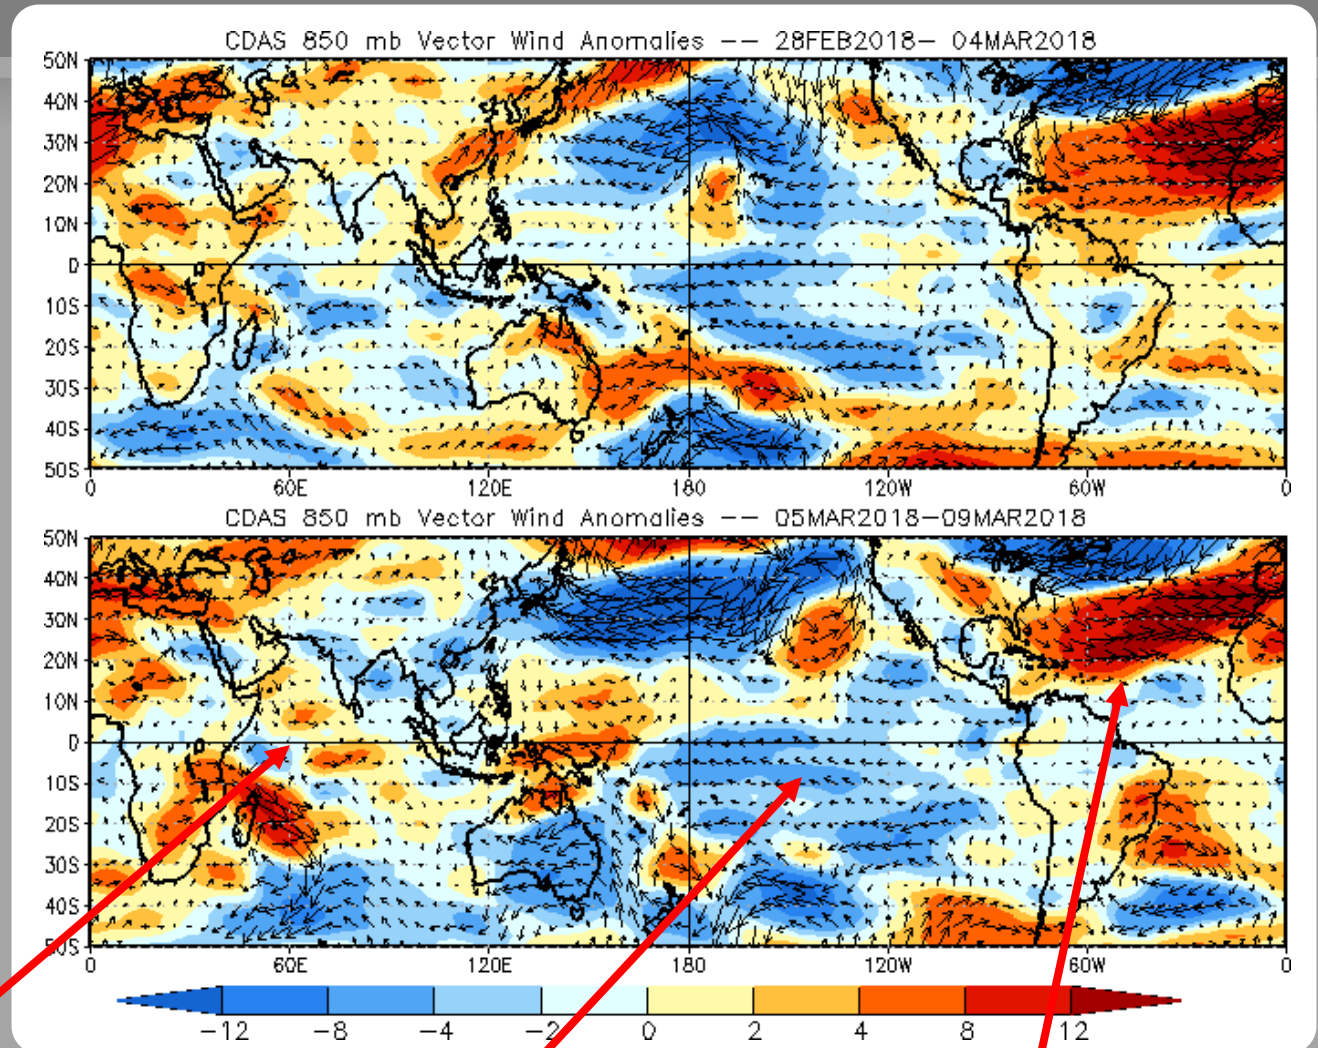 CDAS 850 mb Vector Wind Anomalies -- 28FEB2018- 04MAR2018
50N
40N
30N
20N
10N
0
10S
20S
30S
40S
50S
0 60E 120E 180 120W 60W 0
CDAS 850 mb Vector Wind Anomalies -- 05MAR2018-09MAR2018
50N
40N
30N
20N
10N
0
10S
20S
30S
40S
50S
0 60E 120E 180 120W 60W 0
-12 -8 -4 -2 0 2 4 8 12